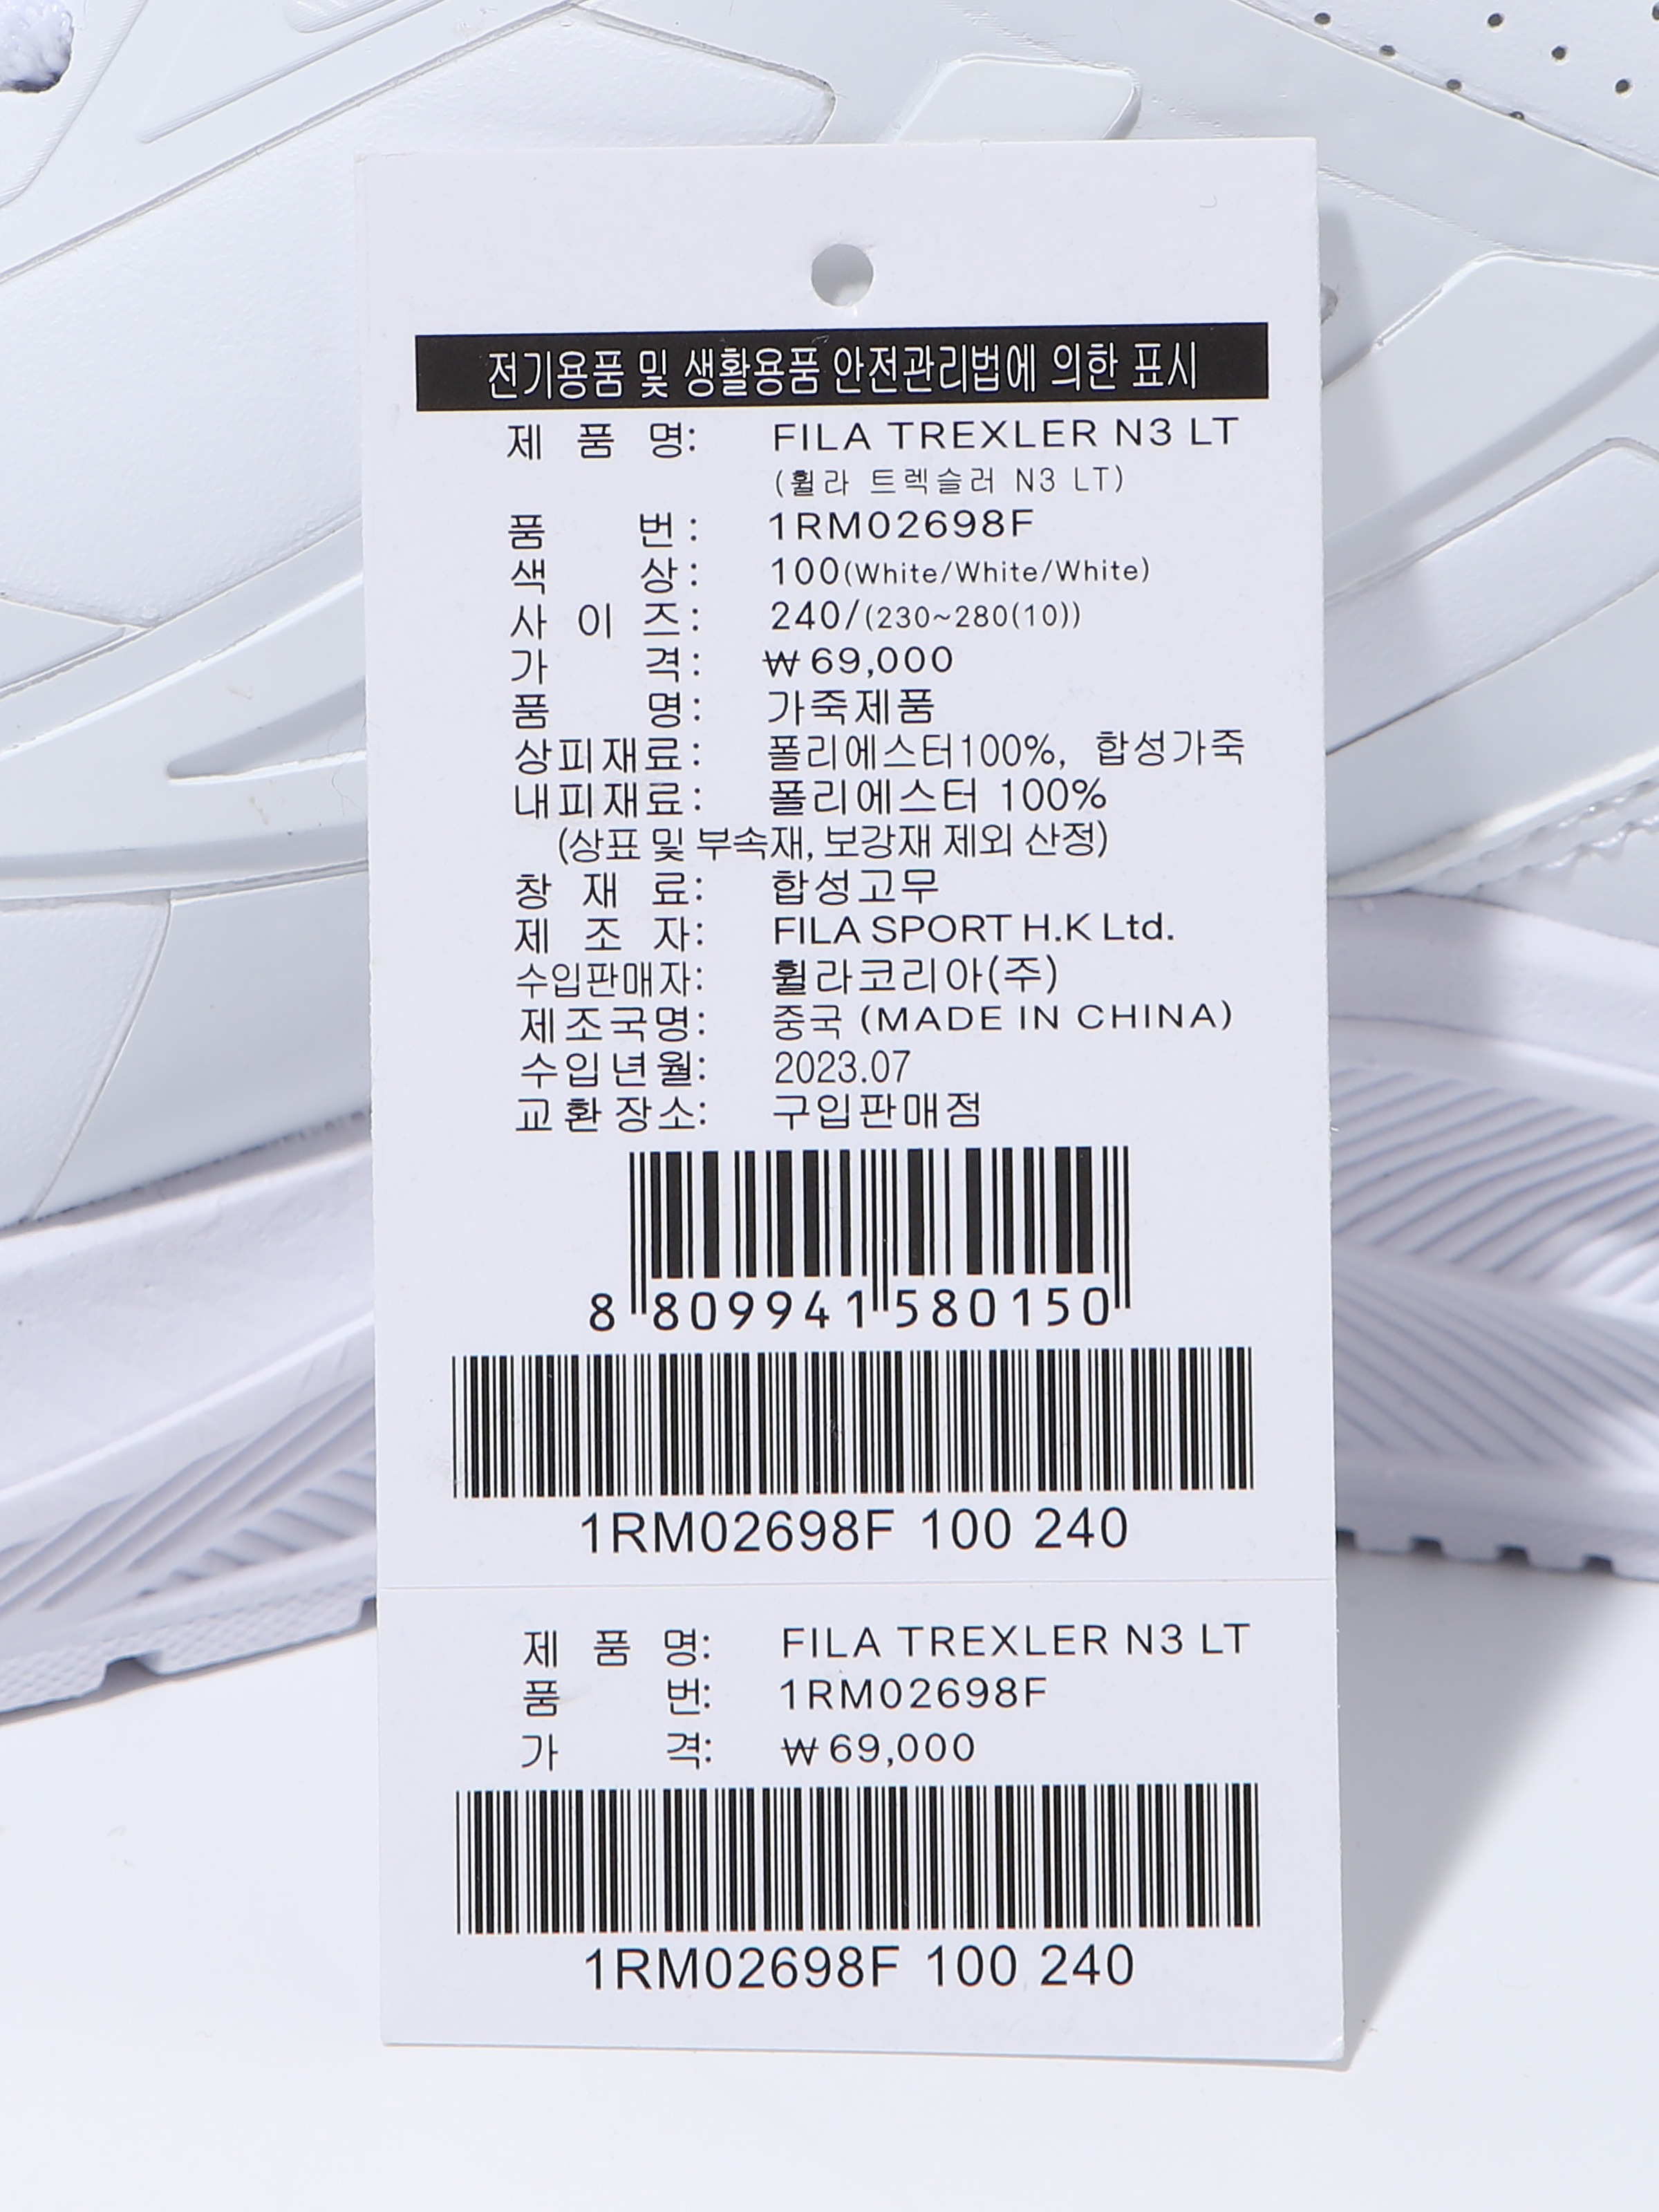 전기용품 및 생활용품 안전관리법에 의한 표시
제 품 명: FILA TREXLER N3 LT
(휠라 트렉슬러 N3 LT)
품 번: 1RM02698F
색 상: 100(White/White/White)
사 이 즈: 240/(230~280(10))
가 격: ₩69,000
품 명: 가죽제품
상피재료: 폴리에스터100%, 합성가죽
내피재료: 폴리에스터 100%
(상표 및 부속재, 보강재 제외 산정)
창 재 료: 합성고무
제 조 자: FILA SPORT H.K Ltd.
수입판매자: 휠라코리아(주)
제조국명: 중국 (MADE IN CHINA)
수입년월: 2023.07
교환장소: 구입판매점
8 809941 580150
1RM02698F 100 240
제 품 명: FILA TREXLER N3 LT
품 번: 1RM02698F
가 격: ₩69,000
1RM02698F 100 240